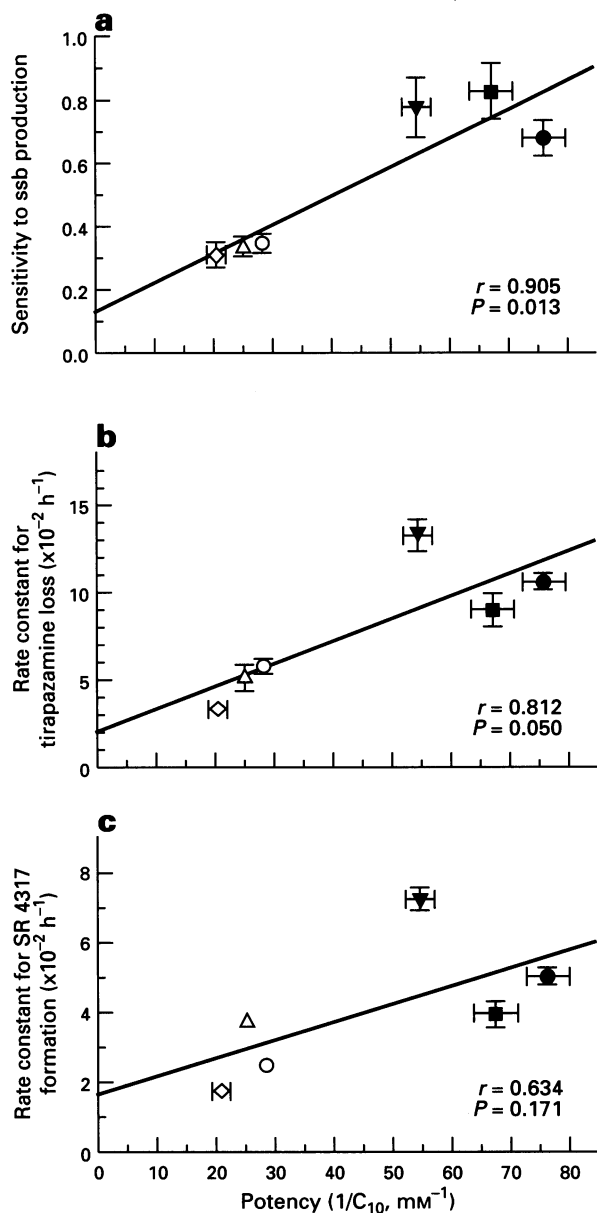 a
1.0
0.8
0.6
0.4
0.2
0.0
Sensitivity to ssb production
r = 0.905
P = 0.013
b
15
10
5
0
Rate constant for
tirapazamine loss (x10⁻² h⁻¹)
r = 0.812
P = 0.050
c
8
6
4
2
0
Rate constant for SR 4317
formation (x10⁻² h⁻¹)
r = 0.634
P = 0.171
0 10 20 30 40 50 60 70 80
Potency (1/C₁₀, mᴍ⁻¹)